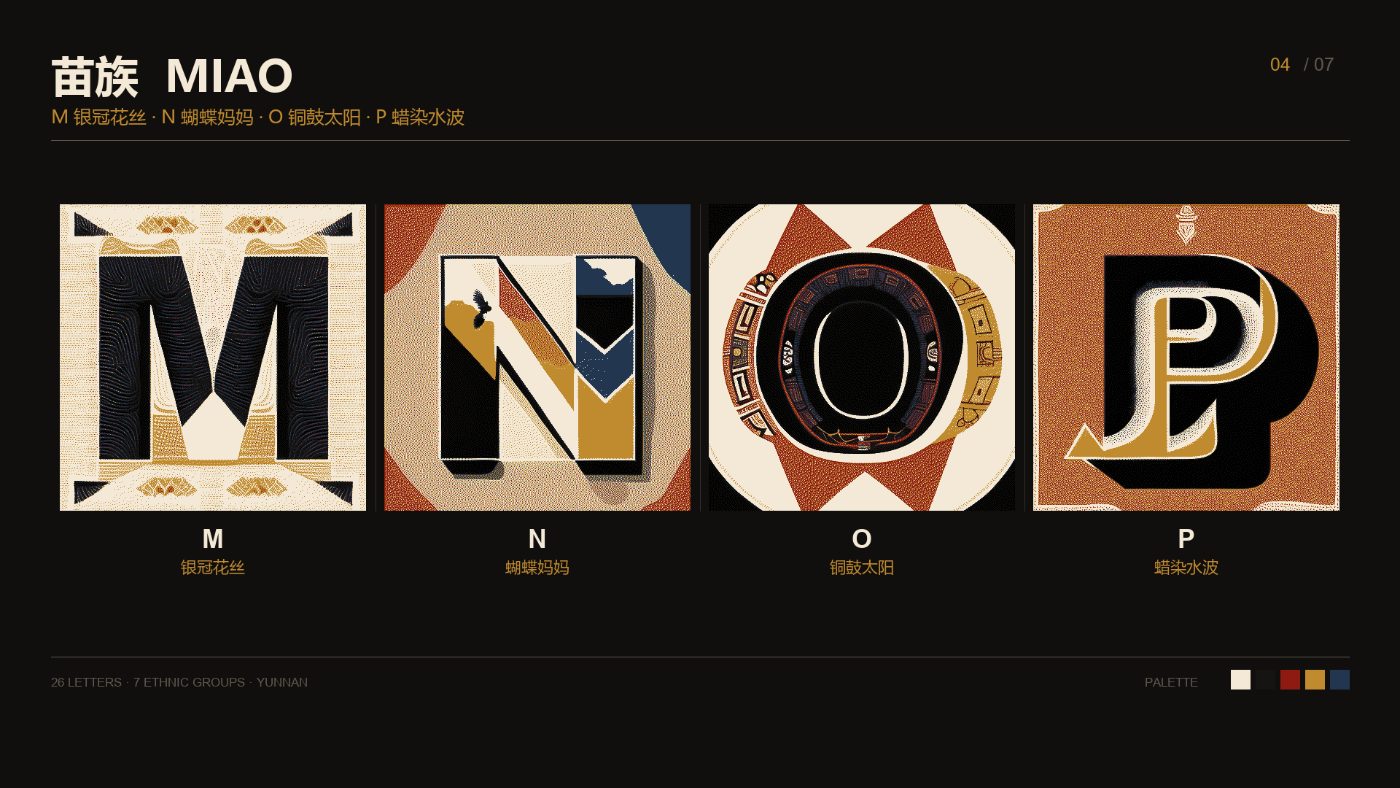 苗族 MIAO
04 / 07
M 银冠花丝 · N 蝴蝶妈妈 · O 铜鼓太阳 · P 蜡染水波
M
N
O
P
M
银冠花丝
N
蝴蝶妈妈
O
铜鼓太阳
P
蜡染水波
26 LETTERS · 7 ETHNIC GROUPS · YUNNAN
PALETTE